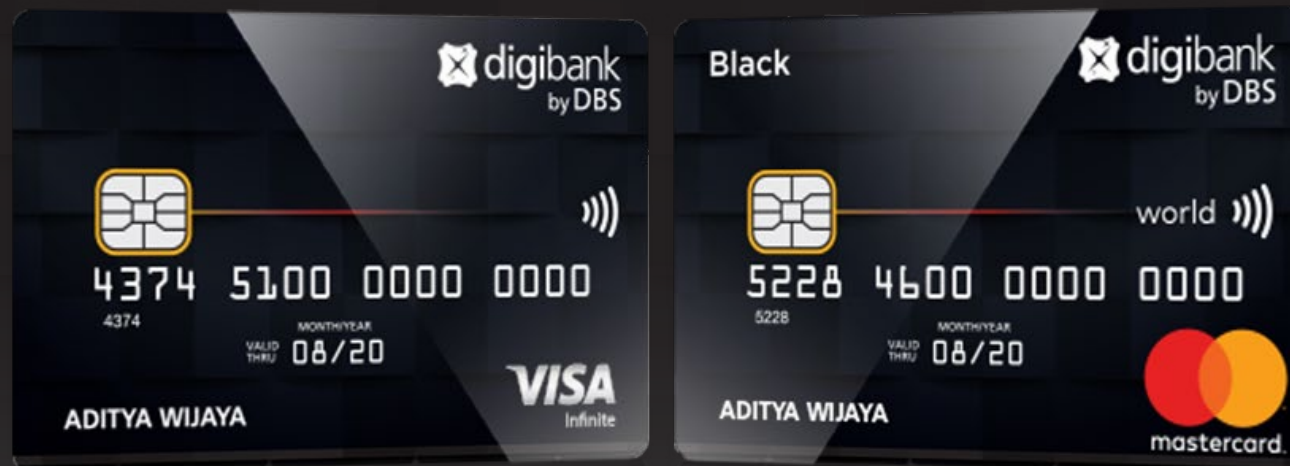 digibank
by DBS
4374 5100 0000 0000
4374
MONTH/YEAR
VALID THRU 08/20
VISA
Infinite
ADITYA WIJAYA
Black
digibank
by DBS
world
5228 4600 0000 0000
5228
MONTH/YEAR
VALID THRU 08/20
ADITYA WIJAYA
mastercard.